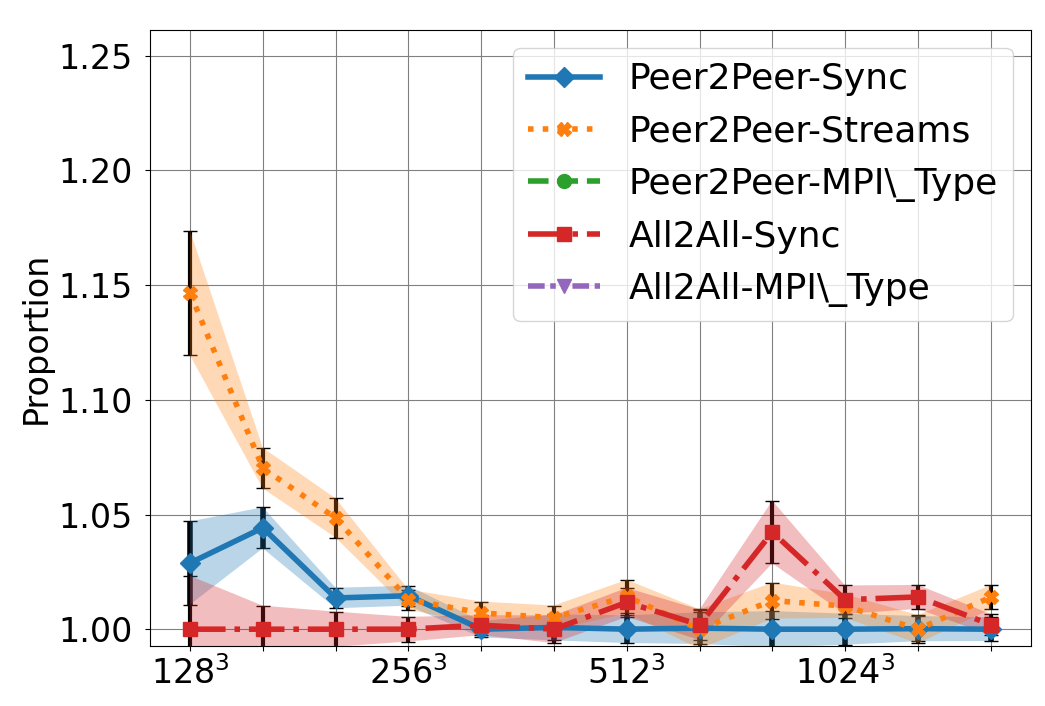 1.25
1.20
1.15
1.10
1.05
1.00
Proportion
Peer2Peer-Sync
Peer2Peer-Streams
Peer2Peer-MPI\_Type
All2All-Sync
All2All-MPI\_Type
128³ 256³ 512³ 1024³